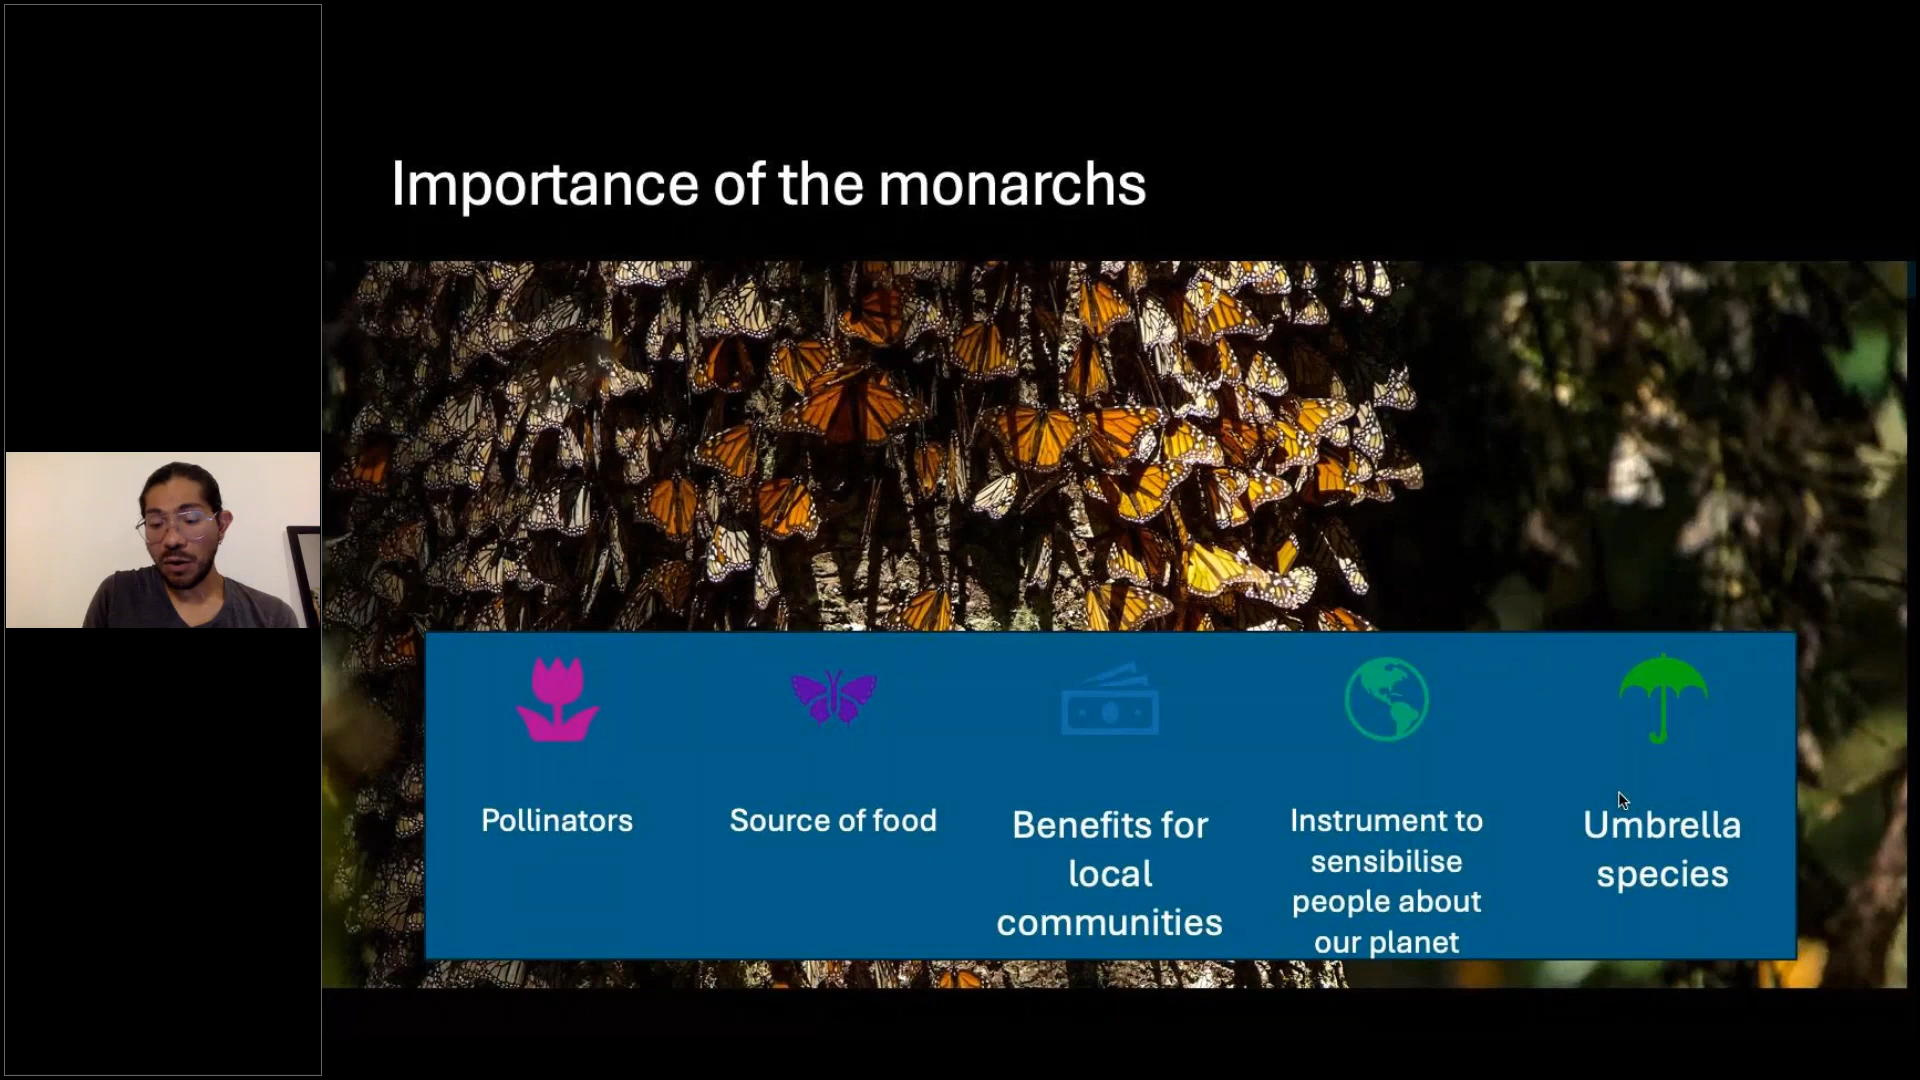 Importance of the monarchs
Pollinators
Source of food
Benefits for
local
communities
Instrument to
sensibilise
people about
our planet
Umbrella
species